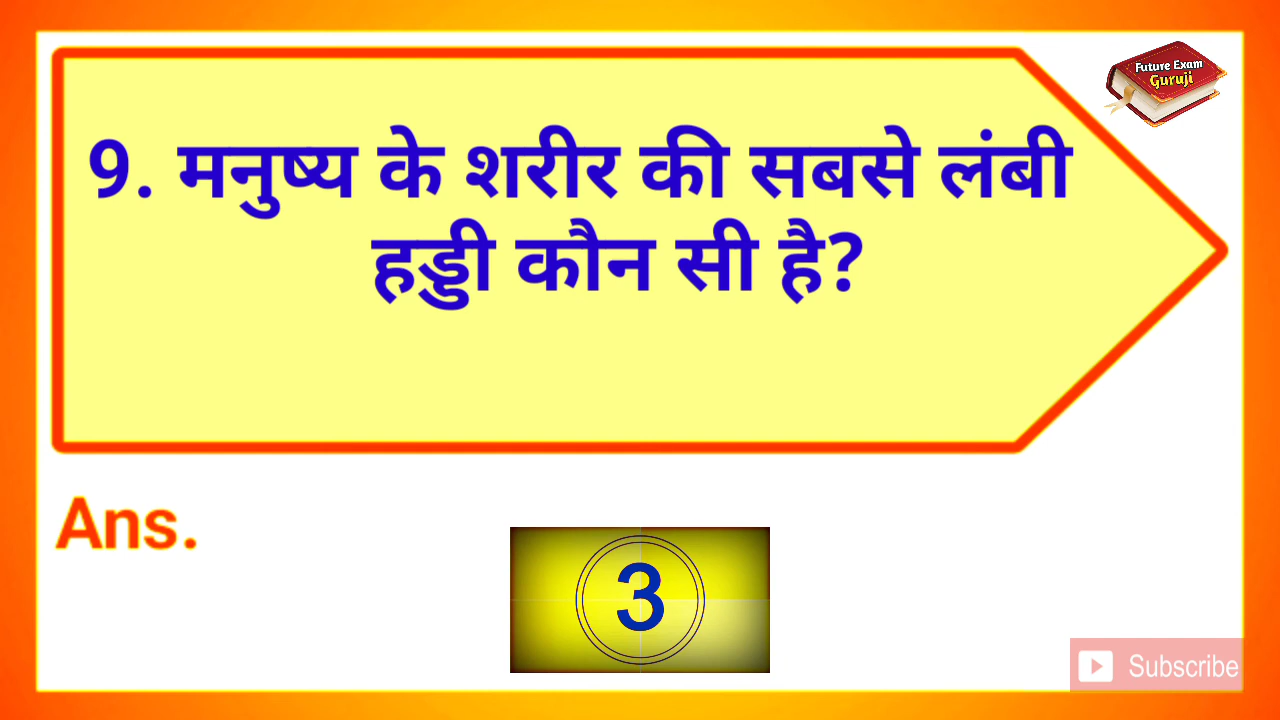 Future Exam
Guruji
9. मनुष्य के शरीर की सबसे लंबी
हड्डी कौन सी है?
Ans.
3
Subscribe